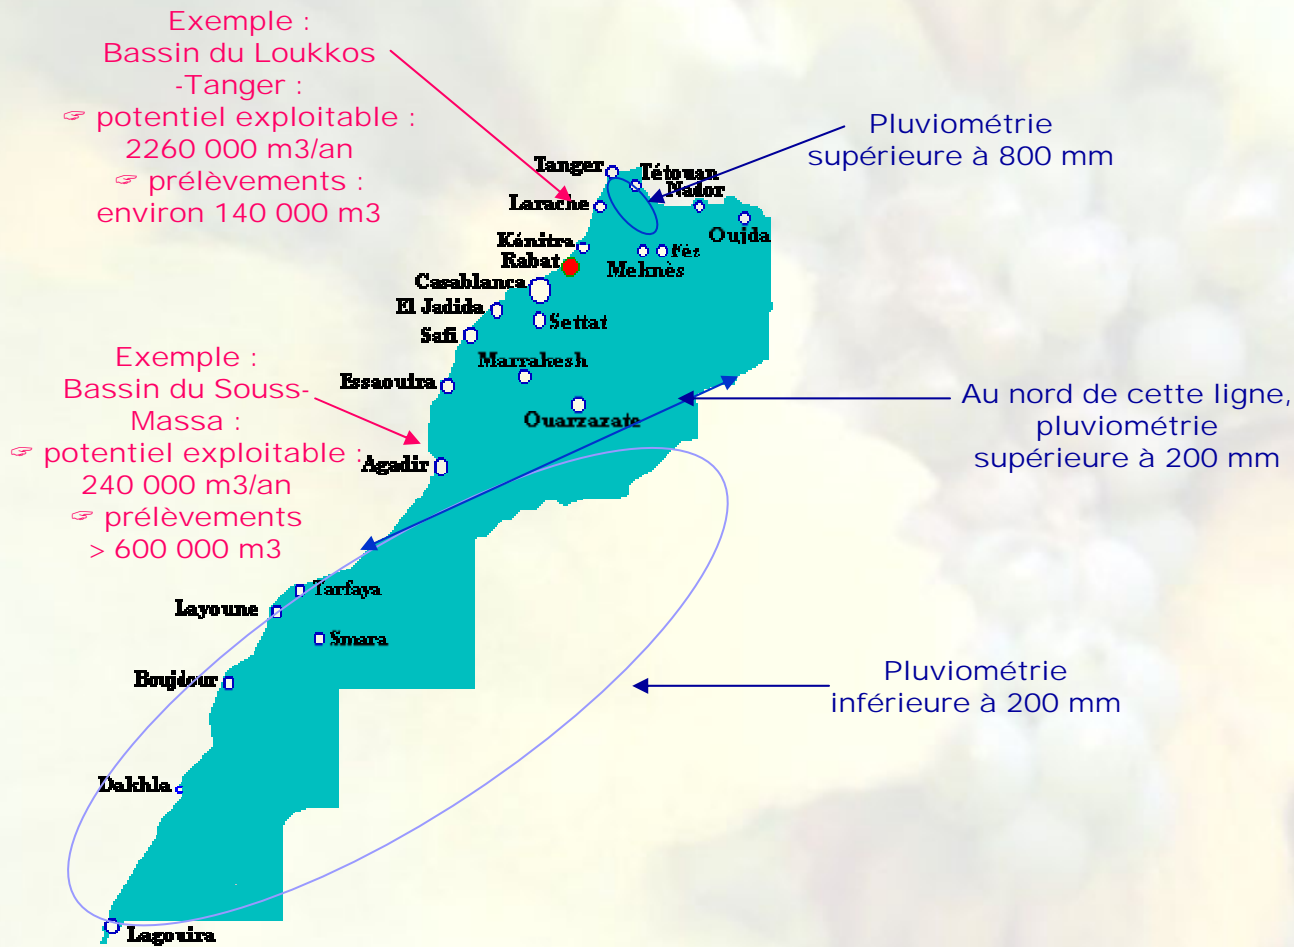 Exemple :
Bassin du Loukkos
-Tanger :
☞ potentiel exploitable :
2260 000 m3/an
☞ prélèvements :
environ 140 000 m3
Pluviométrie
supérieure à 800 mm
Tanger
Tétouan
Nador
Larache
Oujda
Kénitra
Fès
Rabat
Meknès
Casablanca
El Jadida
Settat
Safi
Exemple :
Bassin du Souss-
Massa :
☞ potentiel exploitable :
240 000 m3/an
☞ prélèvements
> 600 000 m3
Marrakesh
Essaouira
Ouarzazate
Agadir
Au nord de cette ligne,
pluviométrie
supérieure à 200 mm
Tarfaya
Layoune
Smara
Boujdour
Pluviométrie
inférieure à 200 mm
Dakhla
Lagouira